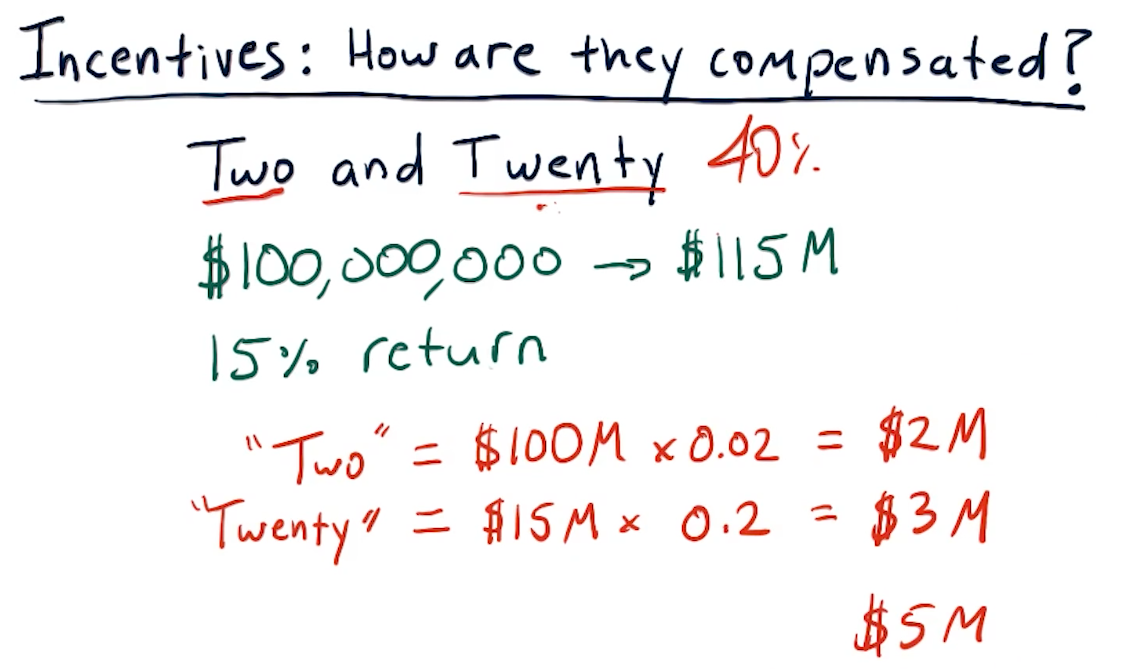 Incentives: How are they compensated?
Two and Twenty 40%
$100,000,000 → $115M
15% return
"Two" = $100M x 0.02 = $2M
"Twenty" = $15M x 0.2 = $3M
$5M